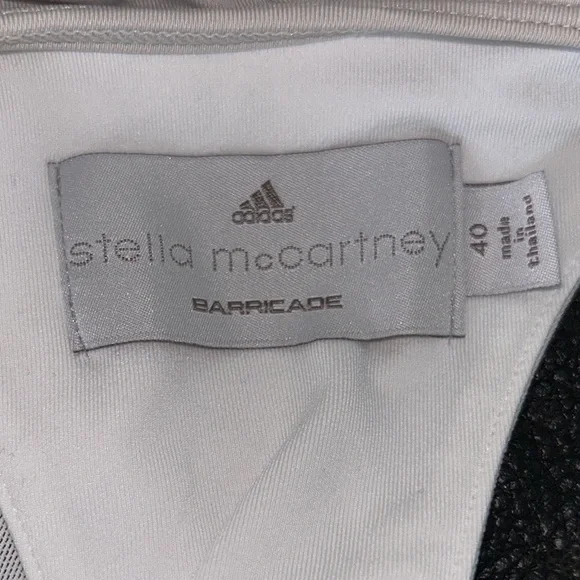 adidas
stella mccartney
BARRICADE
40
made
in
thailand